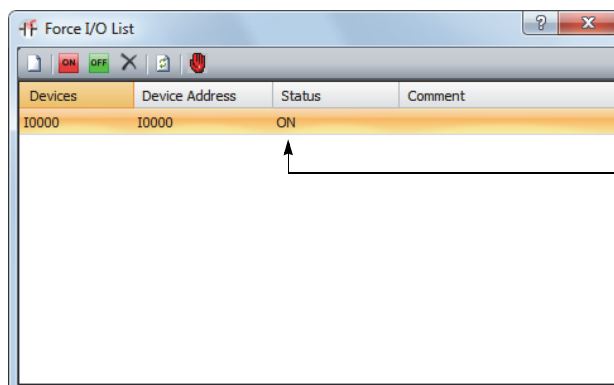 Force I/O List
? X
ON OFF
Devices Device Address Status Comment
I0000 I0000 ON